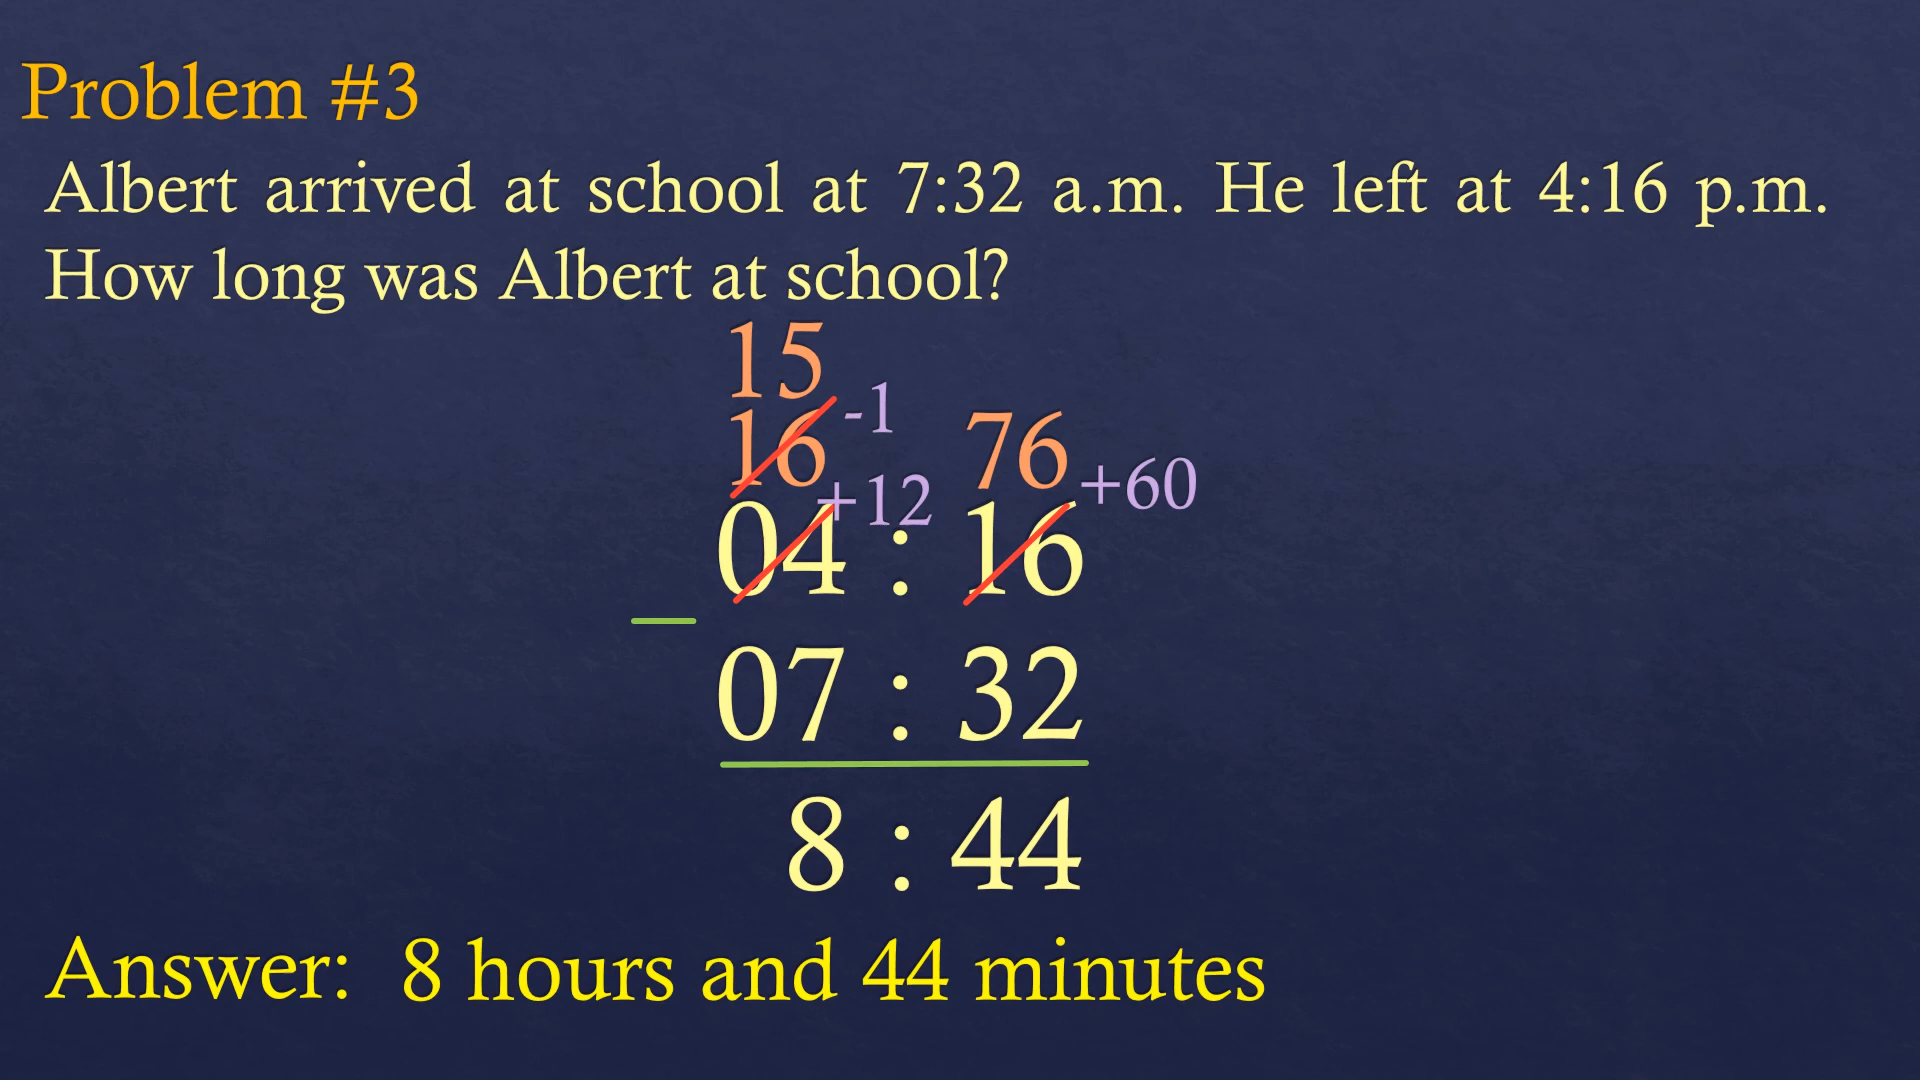 Problem #3
Albert arrived at school at 7:32 a.m. He left at 4:16 p.m.
How long was Albert at school?
15
16 -1 76
+12 +60
04 : 16
—
07 : 32
8 : 44
Answer: 8 hours and 44 minutes